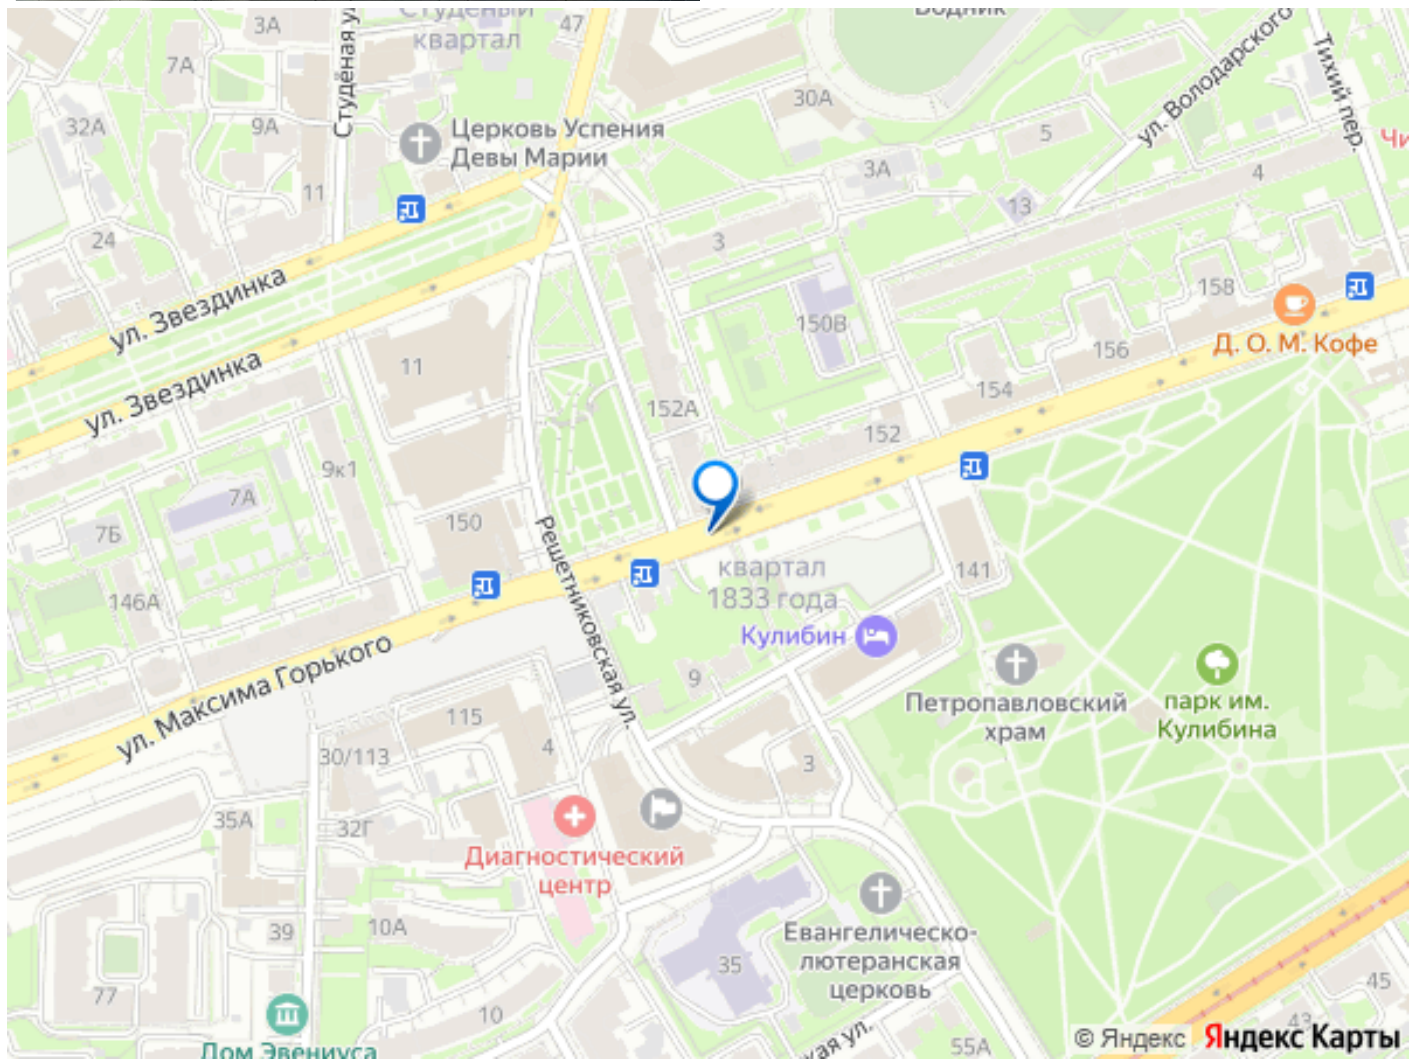 Студёный
квартал
47
Водник
3А
7А
30А
Студёная ул.
ул. Володарского
Тихий пер.
32А
9А
Церковь Успения
Девы Марии
5
3А
4
11
13
24
3
158
ул. Звездинка
150В
Д. О. М. Кофе
156
ул. Звездинка
11
154
152А
152
9к1
7А
7Б
150
Решетниковская ул.
146А
квартал
1833 года
141
Кулибин
ул. Максима Горького
9
Петропавловский
храм
парк им.
Кулибина
115
30/113
4
3
35А
32Г
Диагностический
центр
10А
39
Евангелическо-
лютеранская
церковь
35
77
10
45
43
55А
Дом Эвениуса
© Яндекс Яндекс Карты